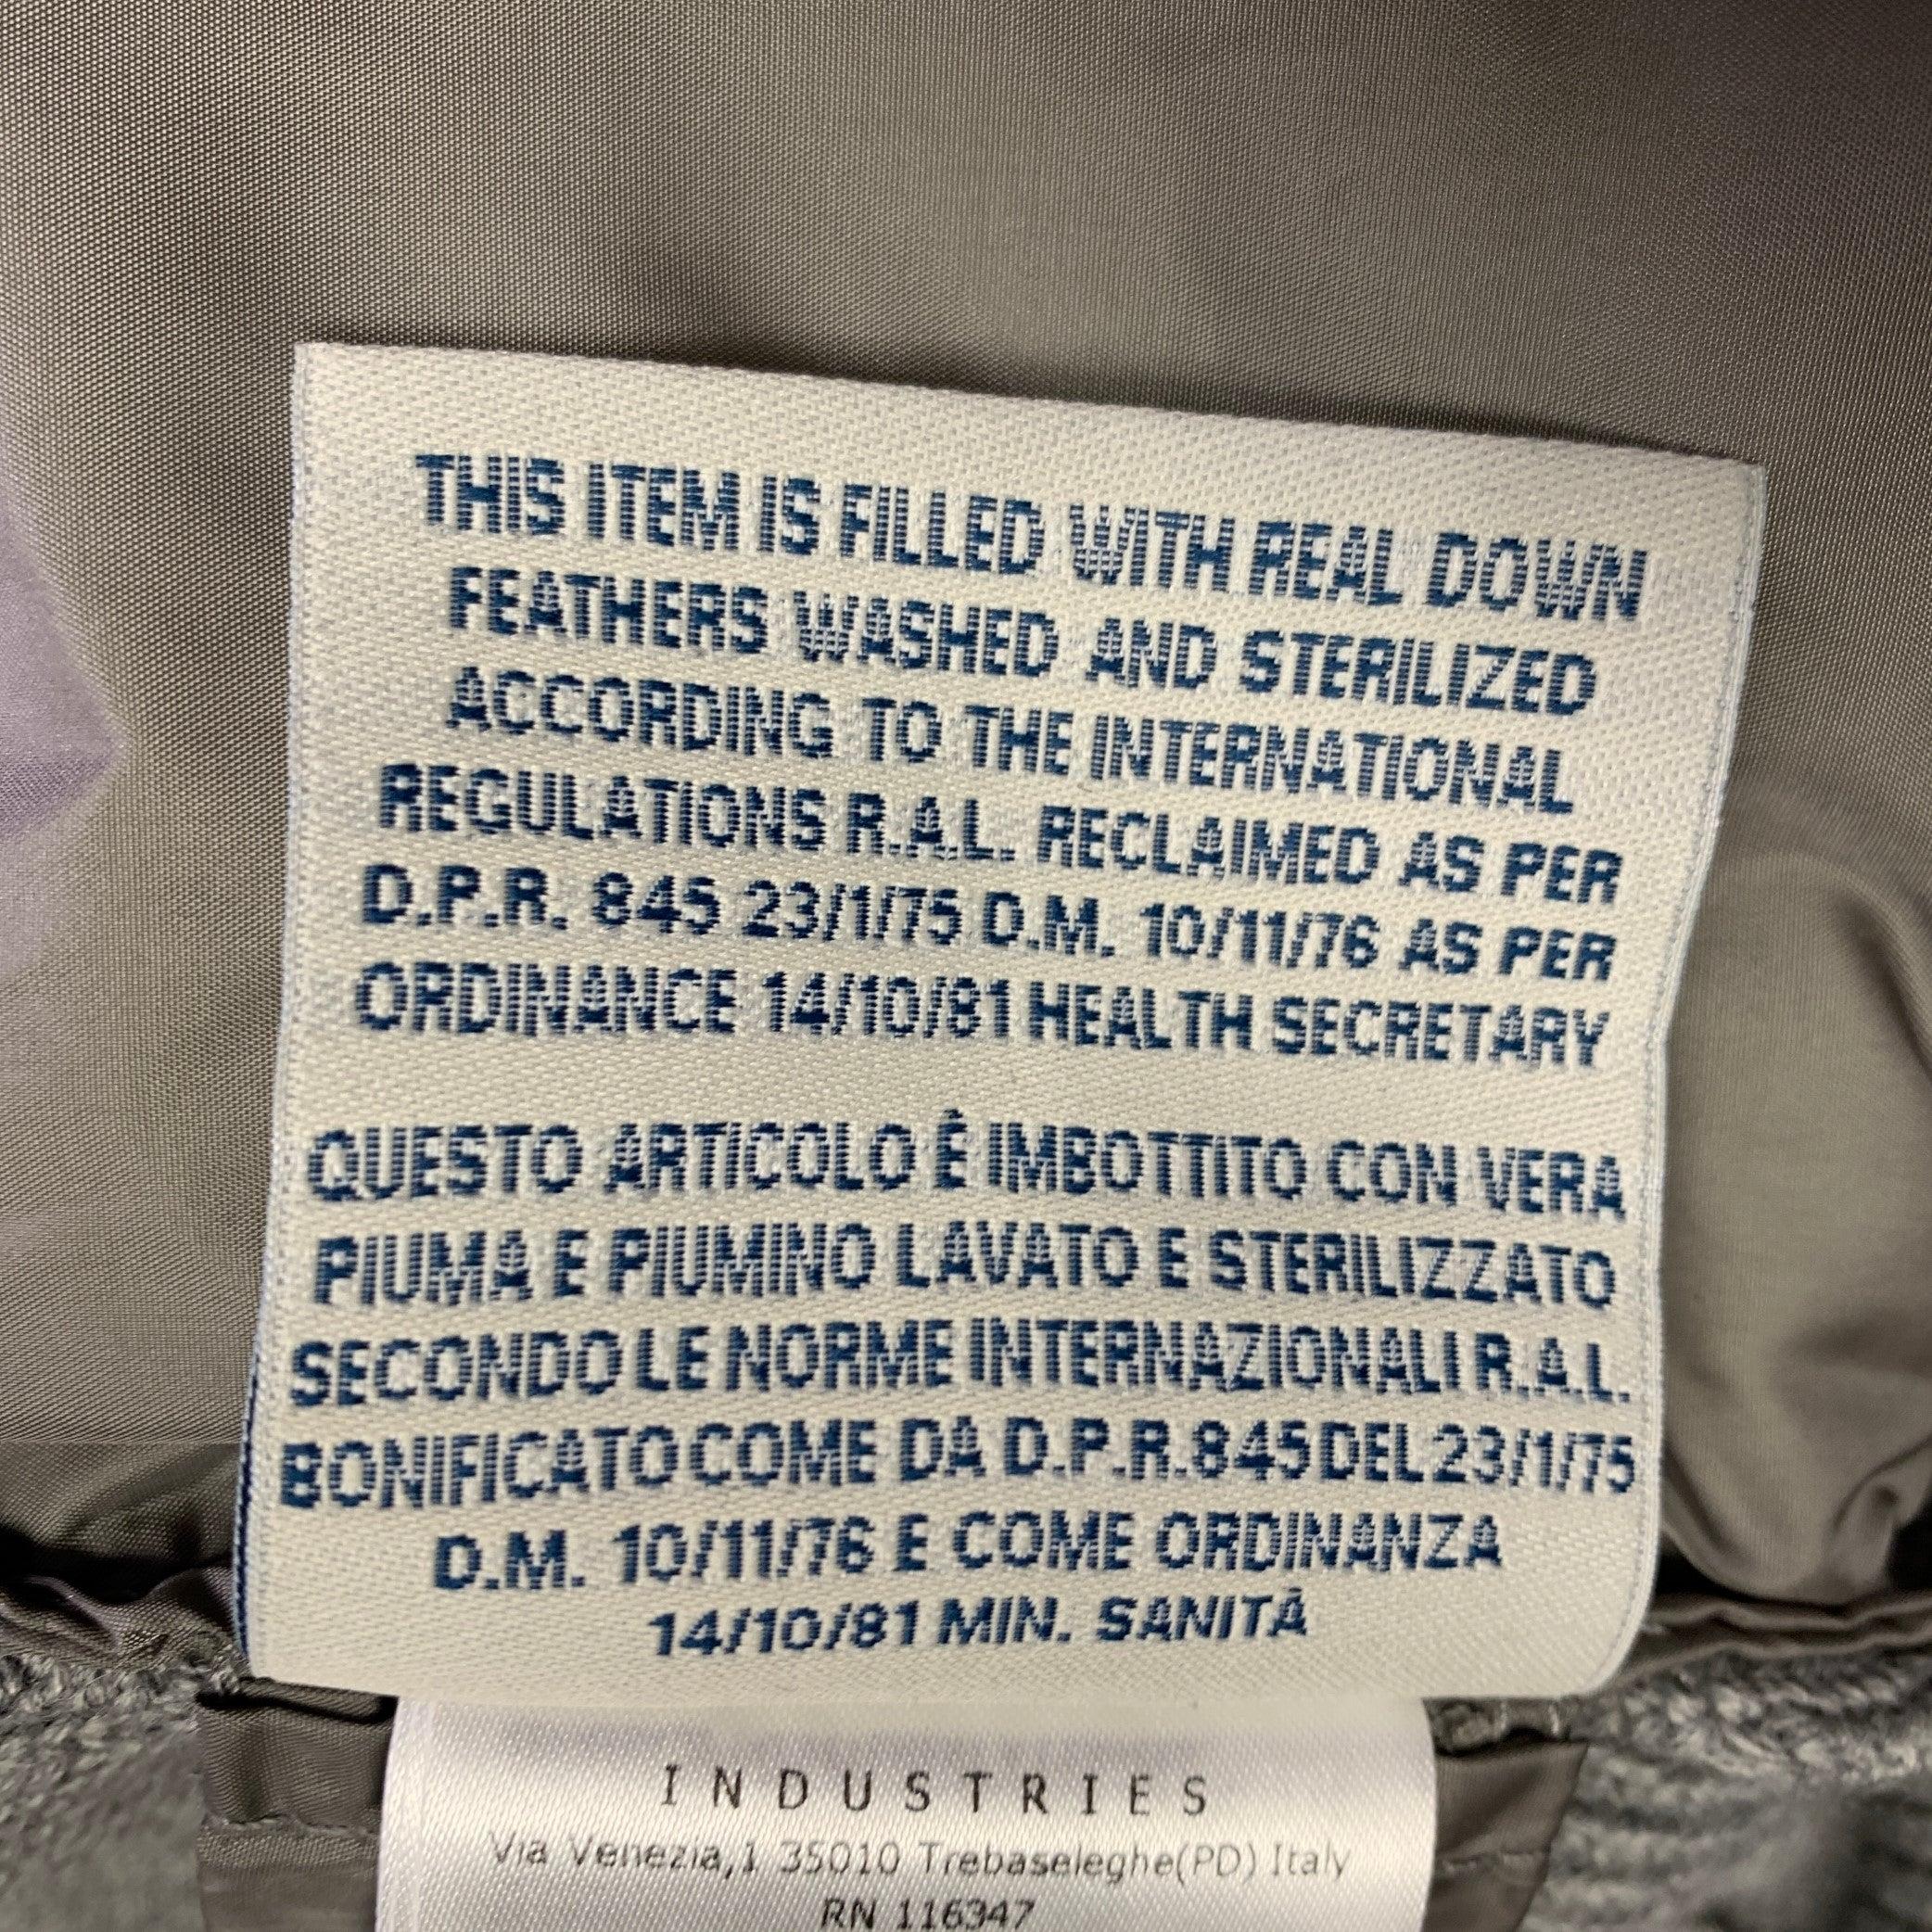 THIS ITEM IS FILLED WITH REAL DOWN
FEATHERS WASHED AND STERILIZED
ACCORDING TO THE INTERNATIONAL
REGULATIONS R.A.L. RECLAIMED AS PER
D.P.R. 845 23/1/75 D.M. 10/11/76 AS PER
ORDINANCE 14/10/81 HEALTH SECRETARY
QUESTO ARTICOLO È IMBOTTITO CON VERA
PIUMA E PIUMINO LAVATO E STERILIZZATO
SECONDO LE NORME INTERNAZIONALI R.A.L.
BONIFICATO COME DA D.P.R. 845 DEL 23/1/75
D.M. 10/11/76 E COME ORDINANZA
14/10/81 MIN. SANITÀ
INDUSTRIES
Via Venezia,1 35010 Trebaseleghe(PD) Italy
RN 116347